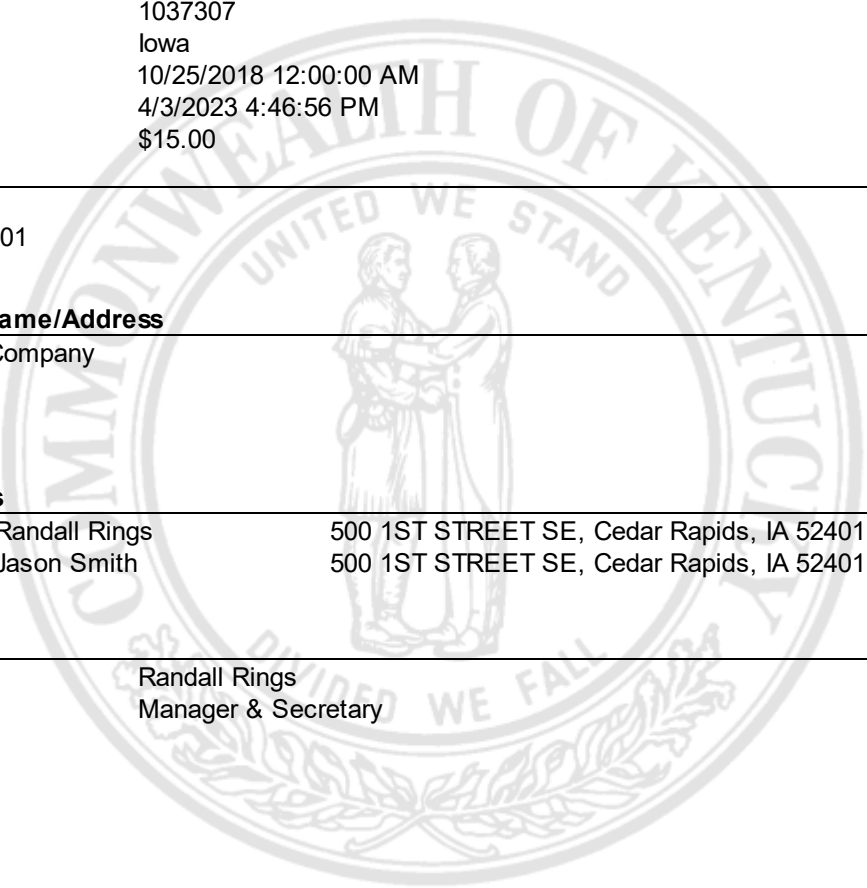 1037307
Iowa
10/25/2018 12:00:00 AM
4/3/2023 4:46:56 PM
$15.00
01
ame/Address
Company
s
Randall Rings 500 1ST STREET SE, Cedar Rapids, IA 52401
Jason Smith 500 1ST STREET SE, Cedar Rapids, IA 52401
Randall Rings
Manager & Secretary
COMMONWEALTH OF KENTUCKY
UNITED WE STAND
DIVIDED WE FALL